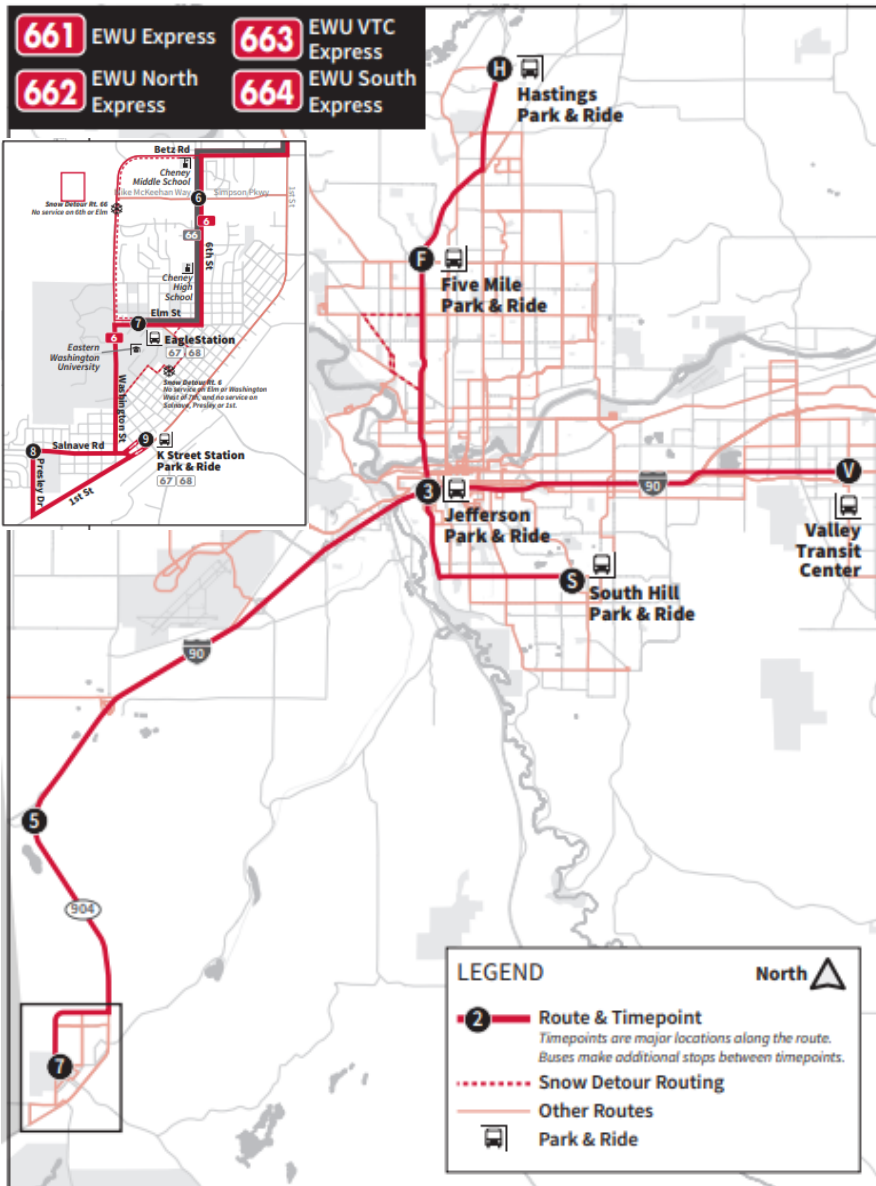 661 EWU Express
662 EWU North
Express
663 EWU VTC
Express
664 EWU South
Express
Betz Rd
Cheney
Middle School
Mike McKeehan Way
Simpson Pkwy
1st St
Snow Detour Rt. 66
No service on 6th or Elm
6
6
66
6th St
Cheney
High
School
Elm St
7
6
EagleStation
67 68
Eastern
Washington
University
Washington St
Snow Detour Rt. 6
No service on Elm or Washington
West of 7th, and no service on
Salnave, Presley or 1st.
9
K Street Station
Park & Ride
67 68
Salnave Rd
8
Presley Dr
1st St
H
Hastings
Park & Ride
F
Five Mile
Park & Ride
3
Jefferson
Park & Ride
90
V
Valley
Transit
Center
S
South Hill
Park & Ride
90
5
904
7
LEGEND
North
2 Route & Timepoint
Timepoints are major locations along the route.
Buses make additional stops between timepoints.
Snow Detour Routing
Other Routes
Park & Ride